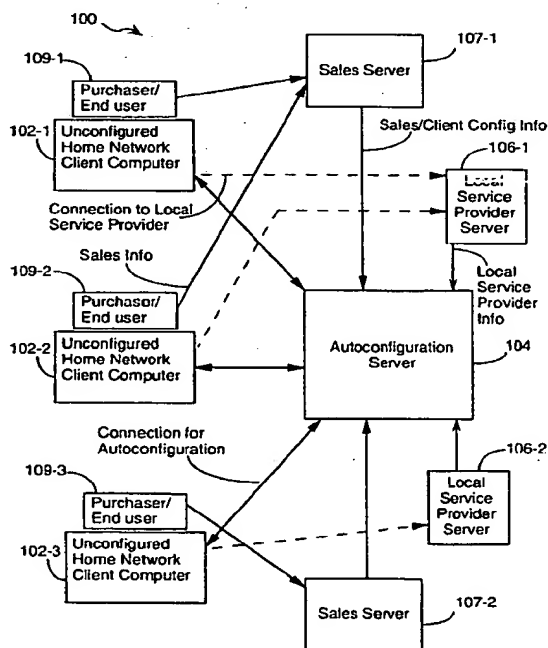 100
107-1
109-1
Sales Server
Purchaser/
End user
102-1
Unconfigured
Home Network
Client Computer
Sales/Client Config Info
106-1
Local
Service
Provider
Server
Connection to Local
Service Provider
Sales Info
109-2
Purchaser/
End user
Local
Service
Provider
Info
102-2
Unconfigured
Home Network
Client Computer
Autoconfiguration
Server
104
Connection for
Autoconfiguration
106-2
109-3
Purchaser/
End user
Local
Service
Provider
Server
102-3
Unconfigured
Home Network
Client Computer
Sales Server
107-2